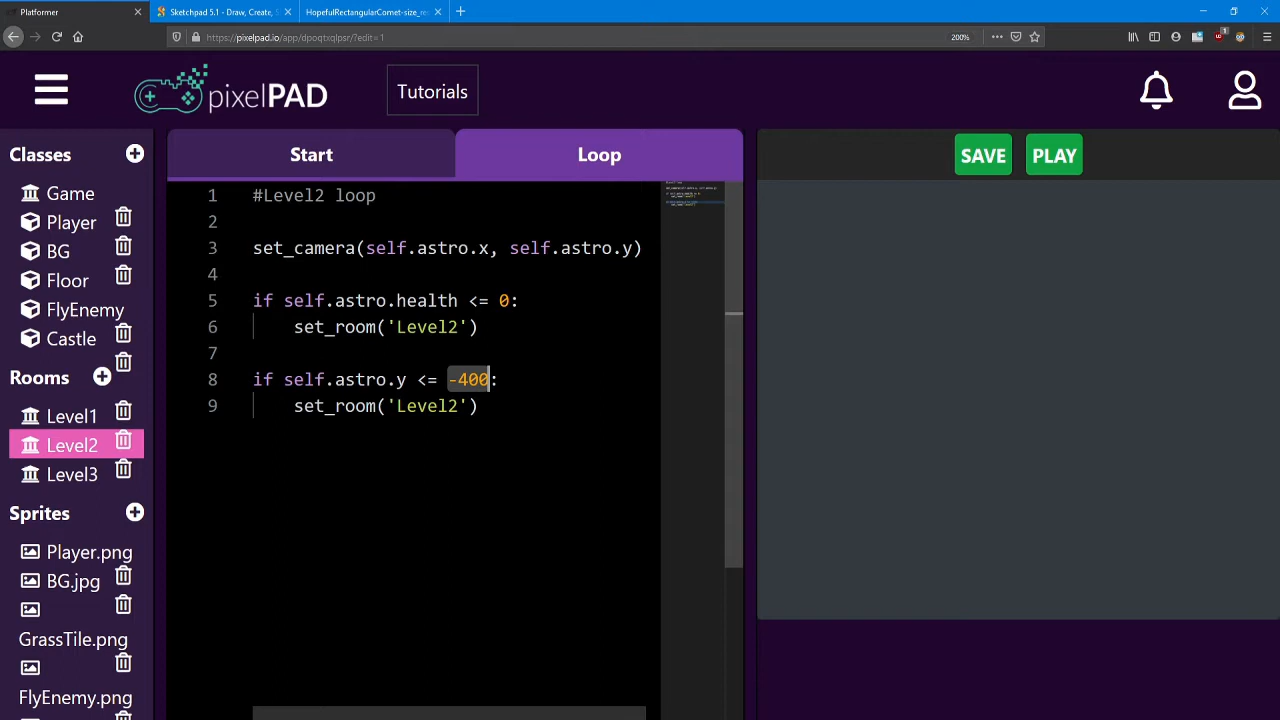 Platformer
Sketchpad 5.1 - Draw, Create, S
HopefulRectangularComet-size_re
https://pixelpad.io/app/dpoqtxqlpsr/?edit=1
200%
1
pixelPAD
Tutorials
Classes
Game
Player
BG
Floor
FlyEnemy
Castle
Rooms
Level1
Level2
Level3
Sprites
Player.png
BG.jpg
GrassTile.png
FlyEnemy.png
Start
Loop
1 #Level2 loop
2
3 set_camera(self.astro.x, self.astro.y)
4
5 if self.astro.health <= 0:
6 set_room('Level2')
7
8 if self.astro.y <= -400:
9 set_room('Level2')
SAVE
PLAY